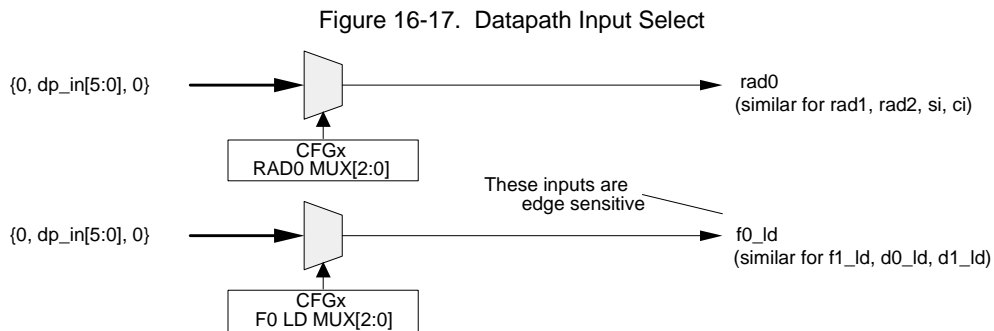 Figure 16-17. Datapath Input Select
{0, dp_in[5:0], 0}
rad0
(similar for rad1, rad2, si, ci)
CFGx
RAD0 MUX[2:0]
These inputs are
edge sensitive
{0, dp_in[5:0], 0}
f0_ld
(similar for f1_ld, d0_ld, d1_ld)
CFGx
F0 LD MUX[2:0]